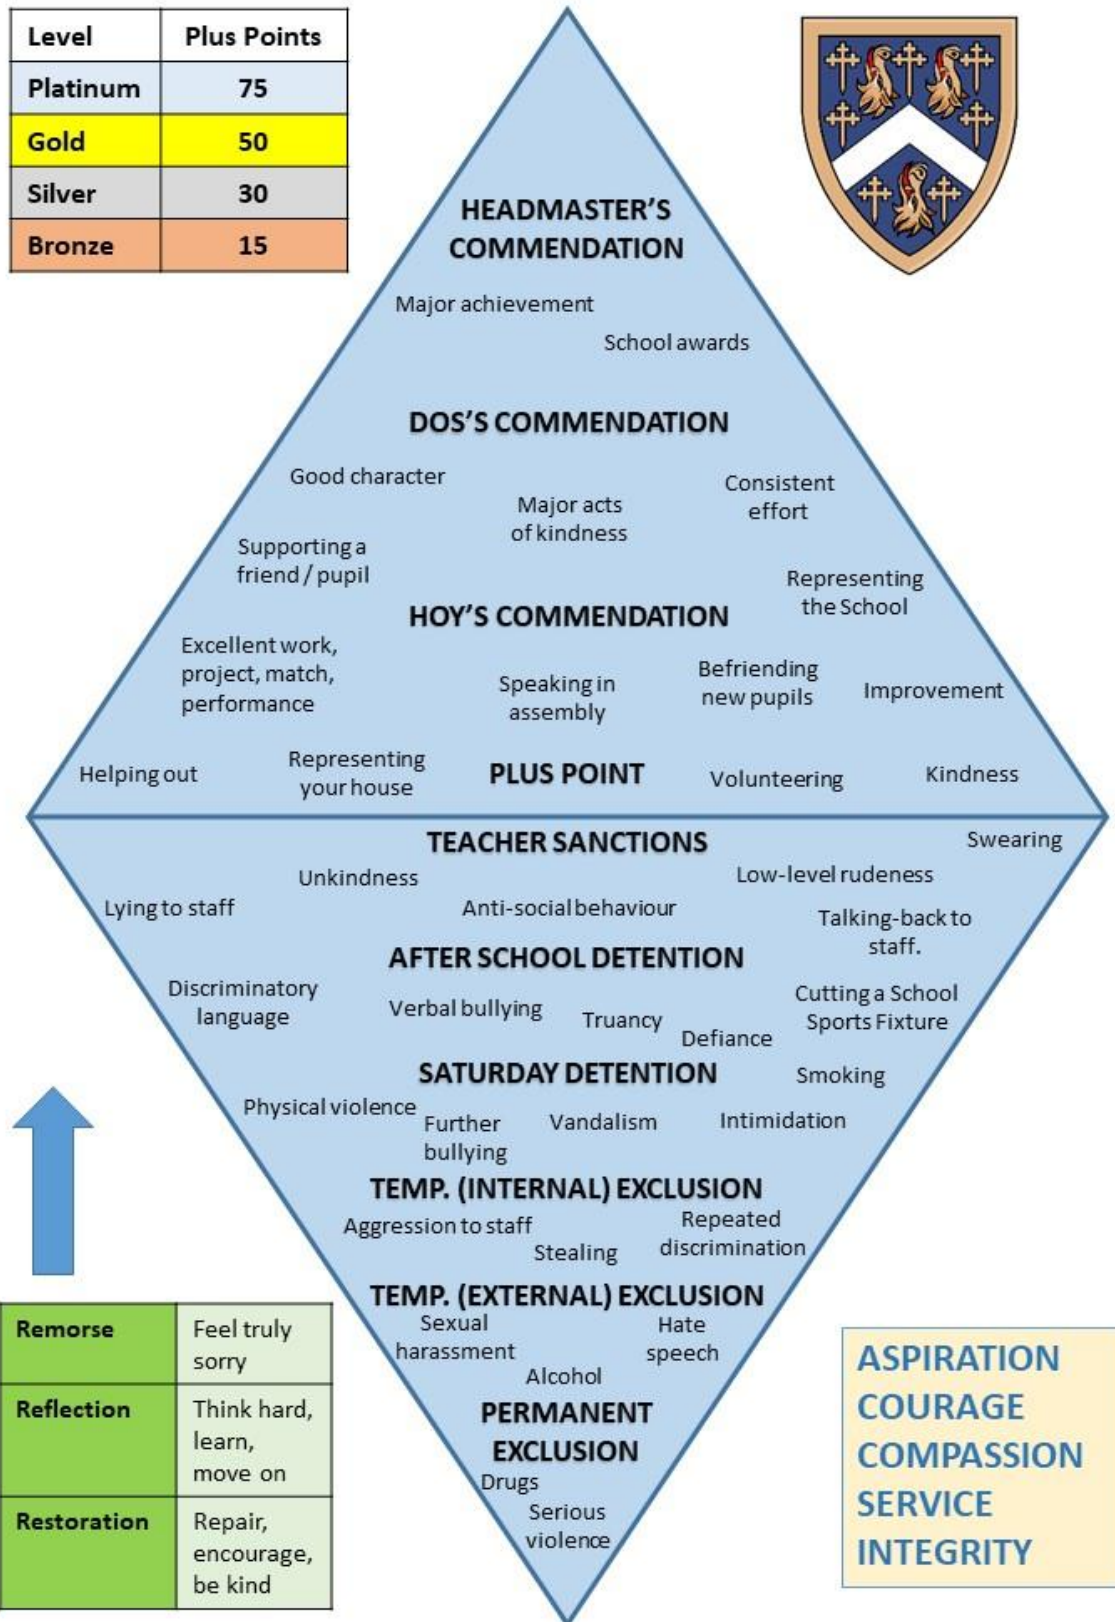 Level Plus Points
Platinum 75
Gold 50
Silver 30
Bronze 15
HEADMASTER'S
COMMENDATION
Major achievement
School awards
DOS'S COMMENDATION
Good character
Consistent
effort
Major acts
of kindness
Supporting a
friend / pupil
Representing
the School
HOY'S COMMENDATION
Excellent work,
project, match,
performance
Speaking in
assembly
Befriending
new pupils
Improvement
Helping out
Representing
your house
PLUS POINT
Volunteering
Kindness
TEACHER SANCTIONS
Swearing
Unkindness
Low-level rudeness
Lying to staff
Anti-social behaviour
Talking-back to
staff.
AFTER SCHOOL DETENTION
Discriminatory
language
Verbal bullying
Truancy
Defiance
Cutting a School
Sports Fixture
SATURDAY DETENTION
Smoking
Physical violence
Further
bullying
Vandalism
Intimidation
TEMP. (INTERNAL) EXCLUSION
Aggression to staff
Stealing
Repeated
discrimination
TEMP. (EXTERNAL) EXCLUSION
Sexual
harassment
Hate
speech
Alcohol
PERMANENT
EXCLUSION
Drugs
Serious
violence
Remorse
Feel truly
sorry
Reflection
Think hard,
learn,
move on
Restoration
Repair,
encourage,
be kind
ASPIRATION
COURAGE
COMPASSION
SERVICE
INTEGRITY